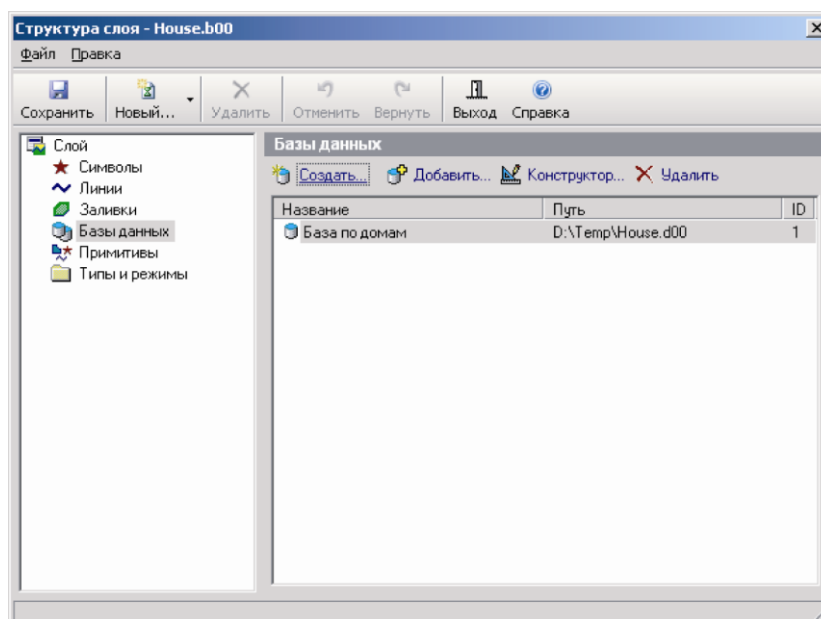 Структура слоя - House.b00
Файл Правка
Сохранить Новый... Удалить Отменить Вернуть Выход Справка
Слой
Символы
Линии
Заливки
Базы данных
Примитивы
Типы и режимы
Базы данных
Создать... Добавить... Конструктор... Удалить
Название Путь ID
База по домам D:\Temp\House.d00 1